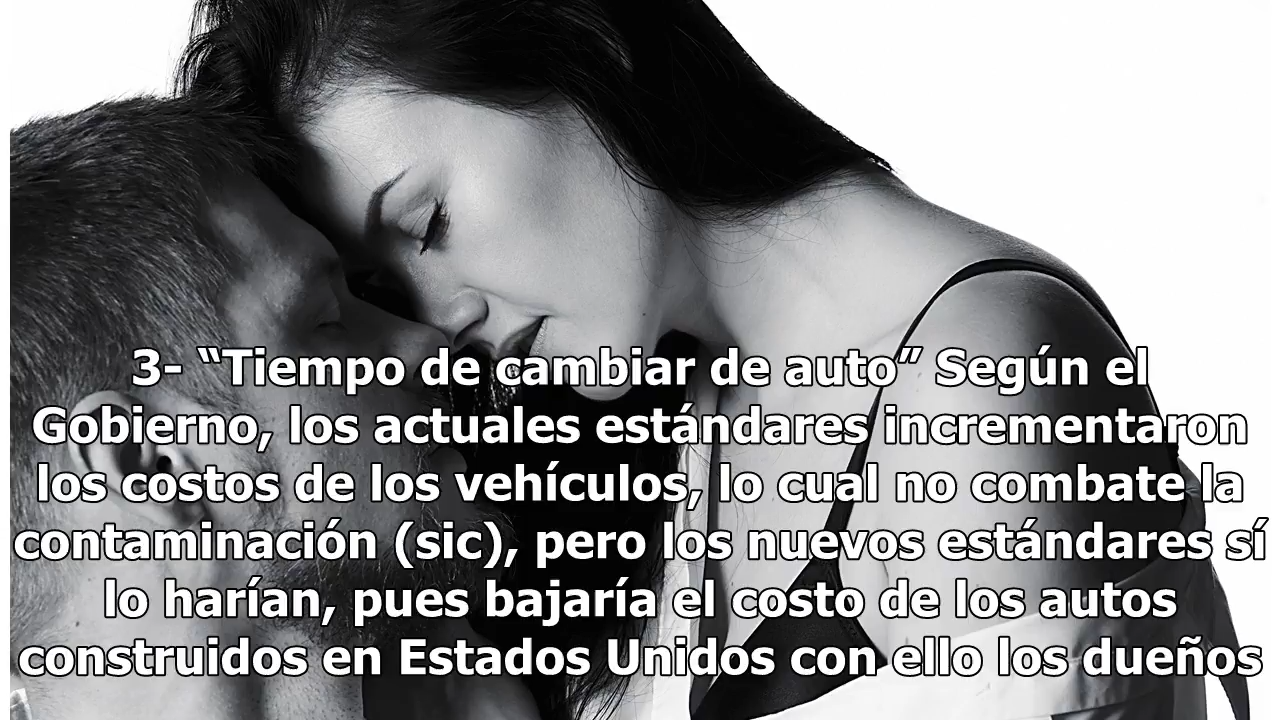 3- “Tiempo de cambiar de auto” Según el
Gobierno, los actuales estándares incrementaron
los costos de los vehículos, lo cual no combate la
contaminación (sic), pero los nuevos estándares sí
lo harían, pues bajaría el costo de los autos
construidos en Estados Unidos con ello los dueños